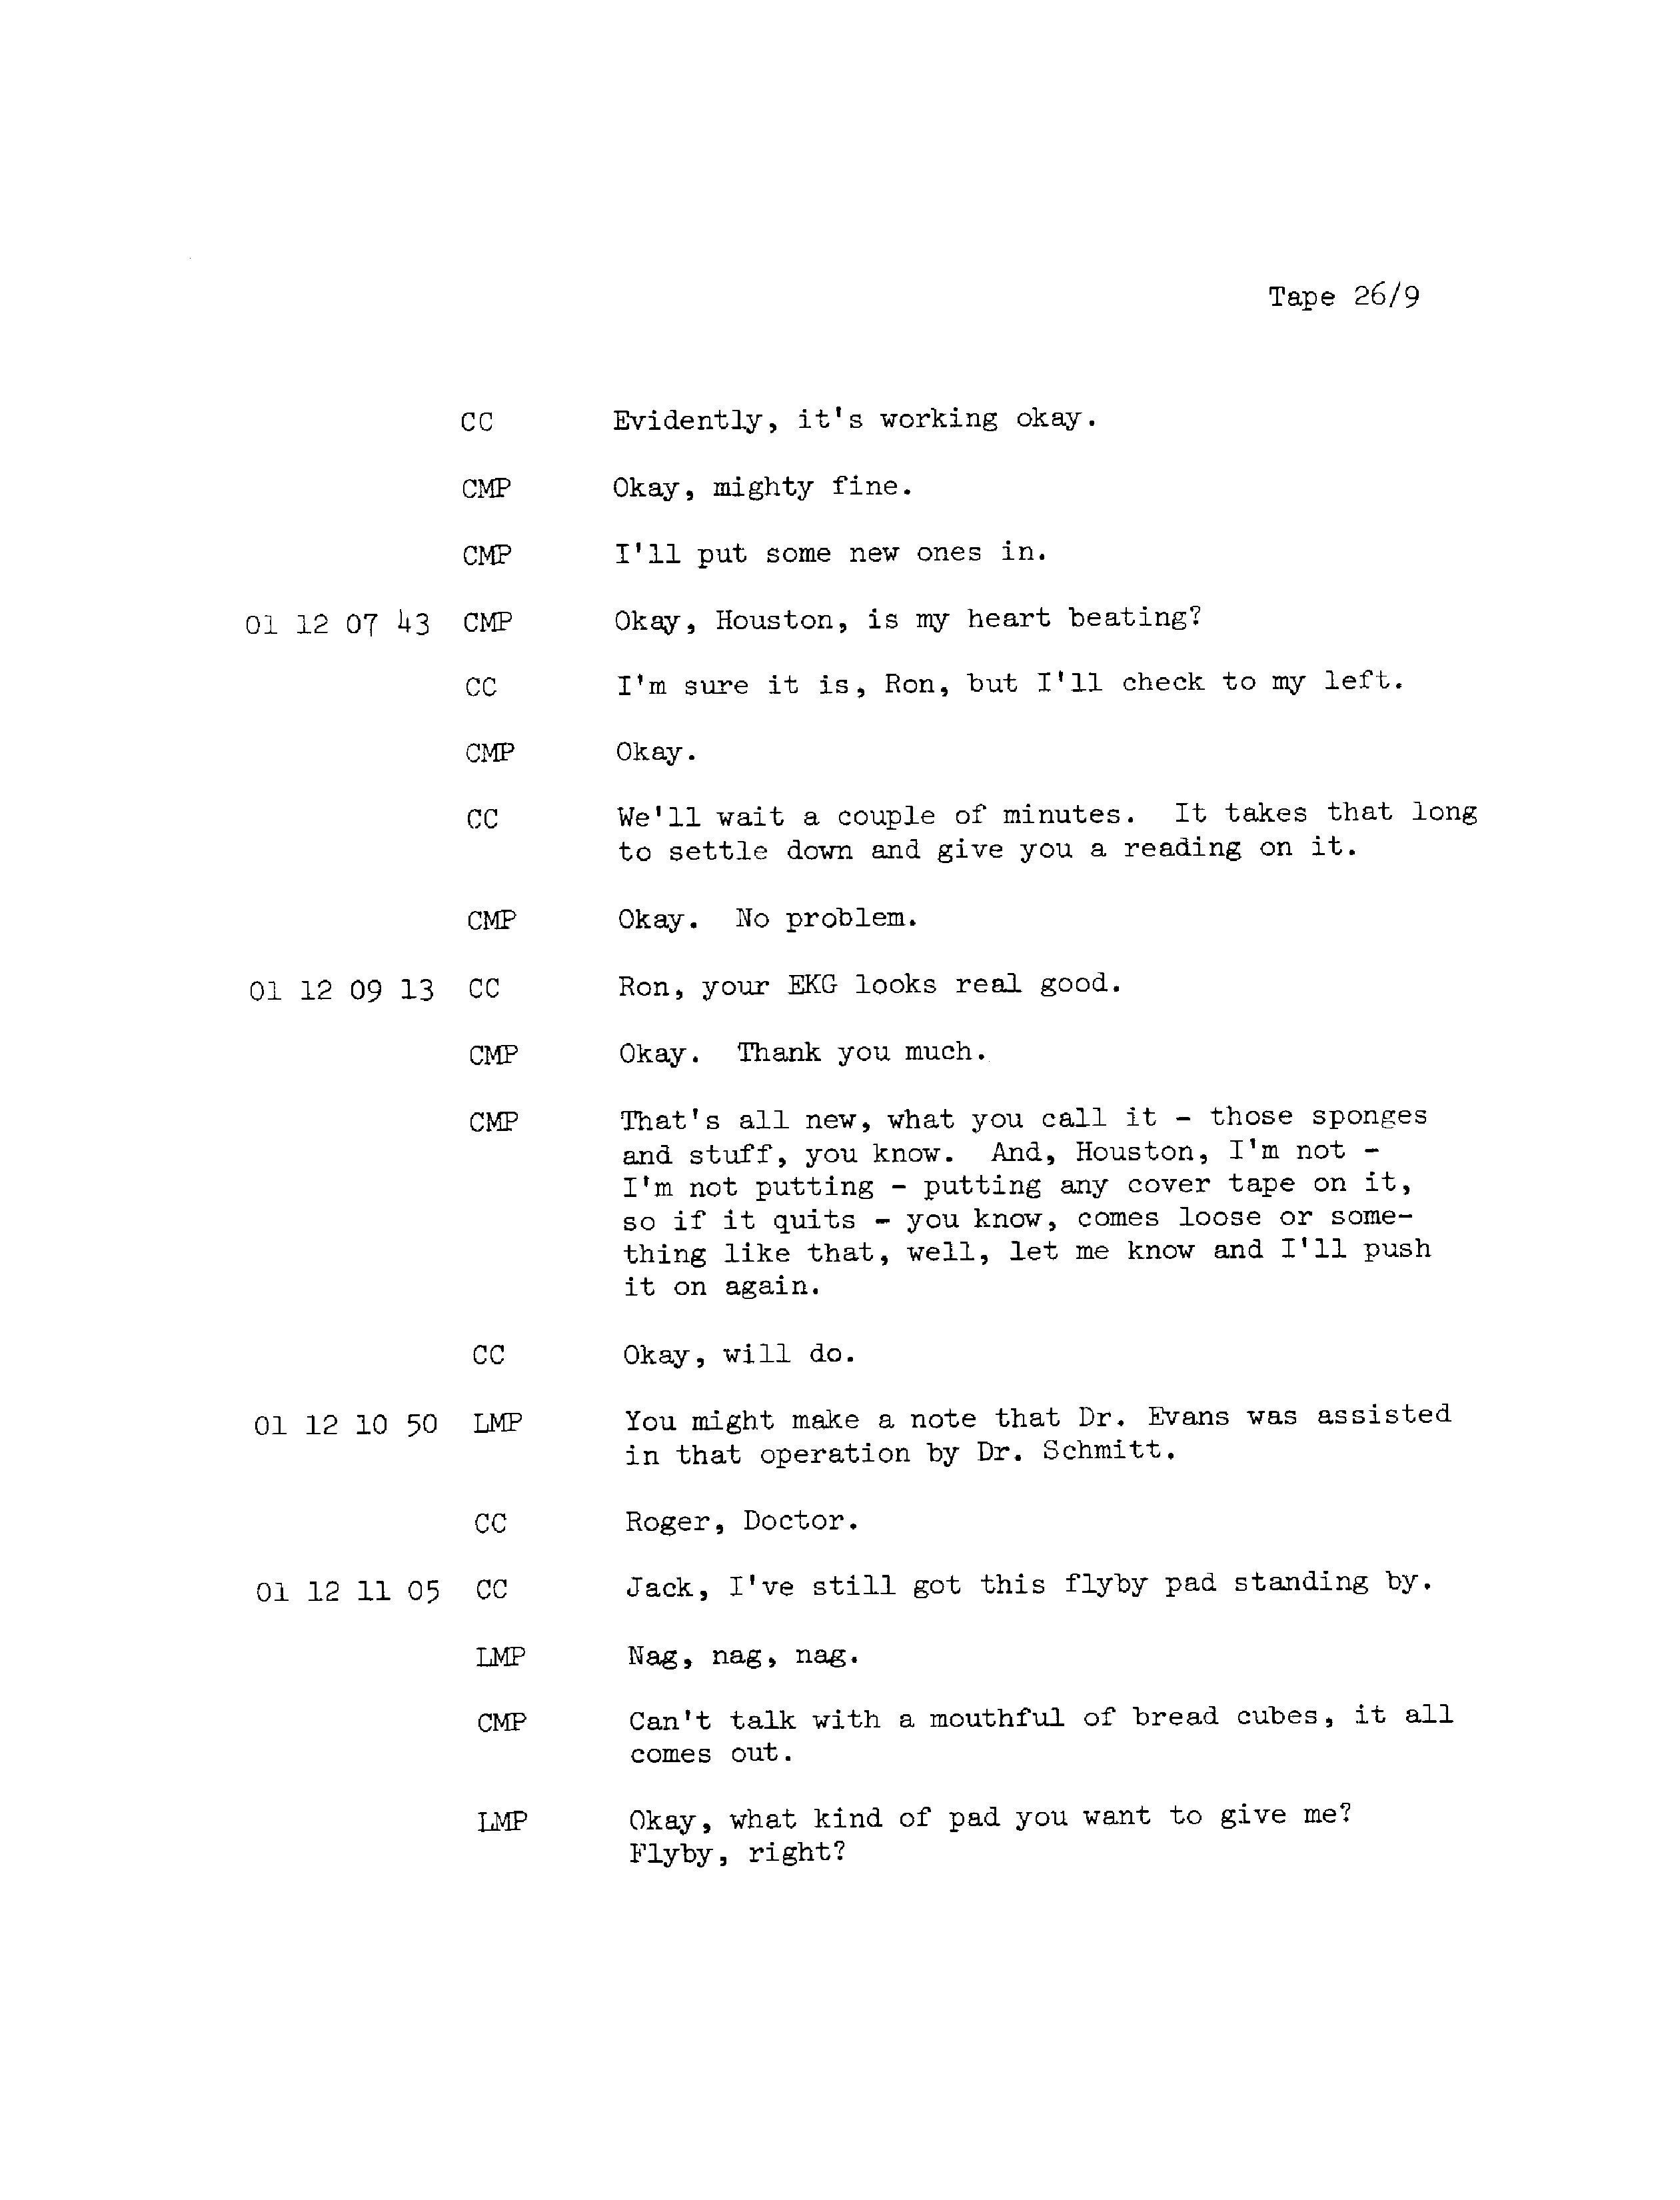 Tape 26/9
CC Evidently, it's working okay.
CMP Okay, mighty fine.
CMP I'll put some new ones in.
01 12 07 43 CMP Okay, Houston, is my heart beating?
CC I'm sure it is, Ron, but I'll check to my left.
CMP Okay.
CC We'll wait a couple of minutes. It takes that long
to settle down and give you a reading on it.
CMP Okay. No problem.
01 12 09 13 CC Ron, your EKG looks real good.
CMP Okay. Thank you much.
CMP That's all new, what you call it - those sponges
and stuff, you know. And, Houston, I'm not -
I'm not putting - putting any cover tape on it,
so if it quits - you know, comes loose or some-
thing like that, well, let me know and I'll push
it on again.
CC Okay, will do.
01 12 10 50 LMP You might make a note that Dr. Evans was assisted
in that operation by Dr. Schmitt.
CC Roger, Doctor.
01 12 11 05 CC Jack, I've still got this flyby pad standing by.
LMP Nag, nag, nag.
CMP Can't talk with a mouthful of bread cubes, it all
comes out.
LMP Okay, what kind of pad you want to give me?
Flyby, right?